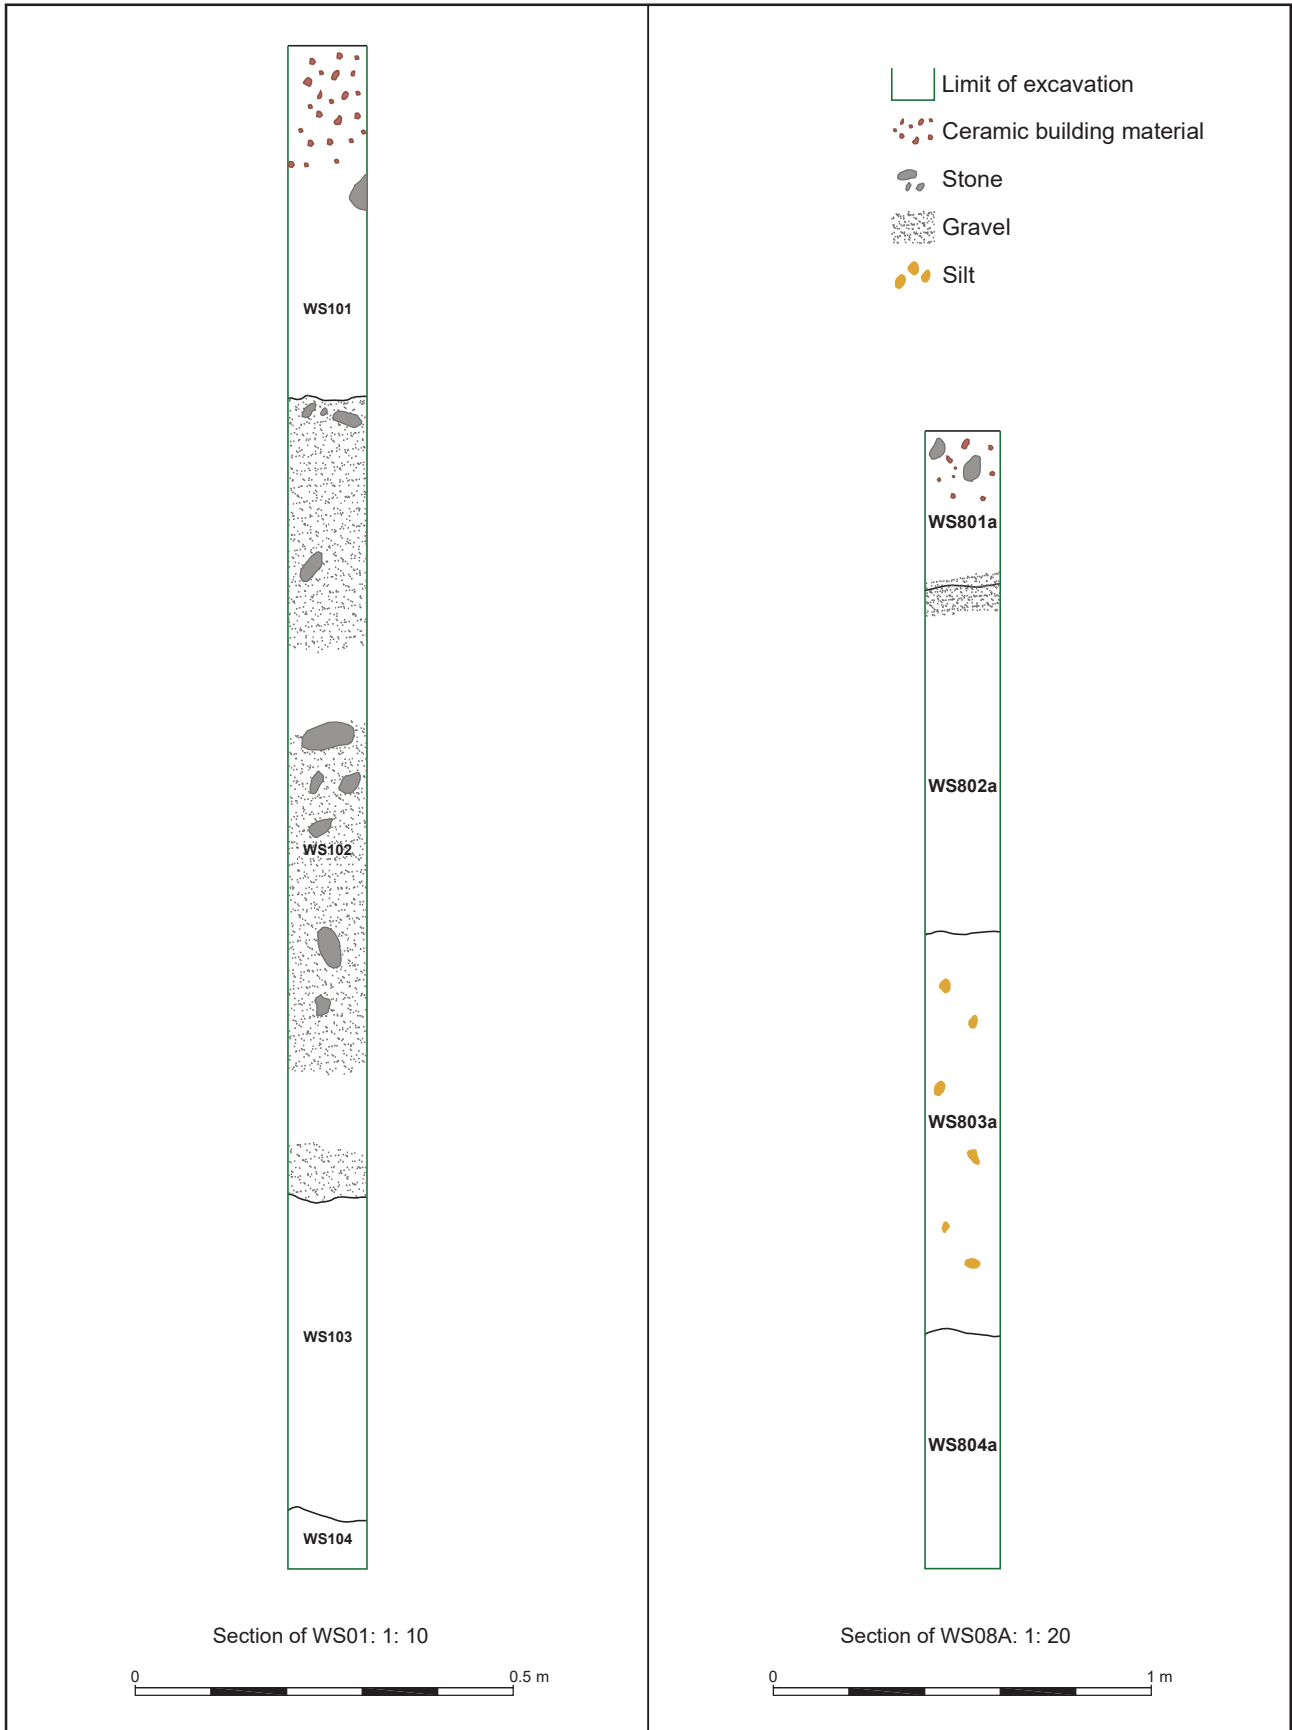 WS101
WS102
WS103
WS104
Section of WS01: 1: 10
0
0.5 m
Limit of excavation
Ceramic building material
Stone
Gravel
Silt
WS801a
WS802a
WS803a
WS804a
Section of WS08A: 1: 20
0
1 m